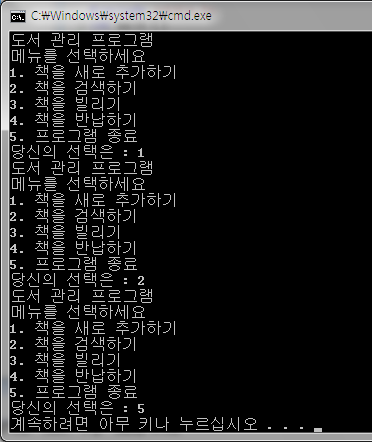 C:₩Windows₩system32₩cmd.exe
도서 관리 프로그램
메뉴를 선택하세요
1. 책을 새로 추가하기
2. 책을 검색하기
3. 책을 빌리기
4. 책을 반납하기
5. 프로그램 종료
당신의 선택은 : 1
도서 관리 프로그램
메뉴를 선택하세요
1. 책을 새로 추가하기
2. 책을 검색하기
3. 책을 빌리기
4. 책을 반납하기
5. 프로그램 종료
당신의 선택은 : 2
도서 관리 프로그램
메뉴를 선택하세요
1. 책을 새로 추가하기
2. 책을 검색하기
3. 책을 빌리기
4. 책을 반납하기
5. 프로그램 종료
당신의 선택은 : 5
계속하려면 아무 키나 누르십시오 . . .